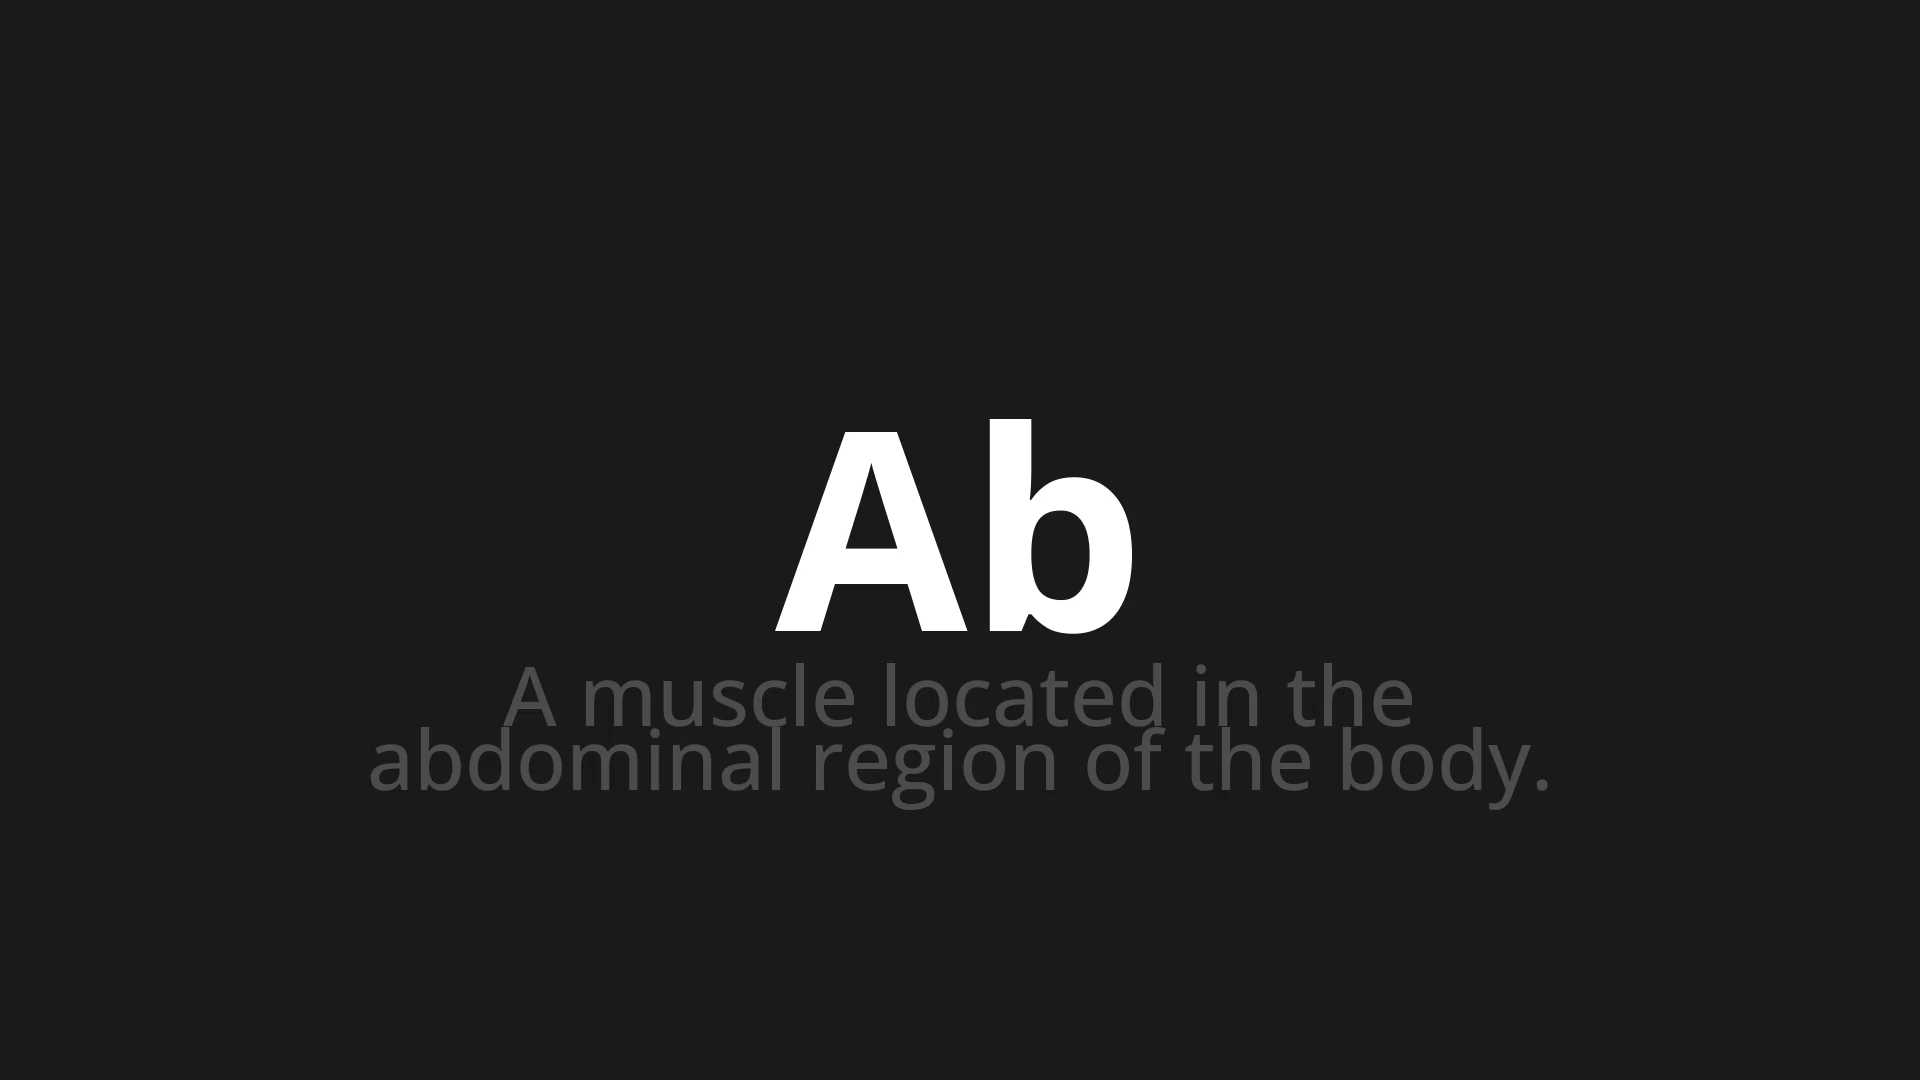 Ab
A muscle located in the
abdominal region of the body.